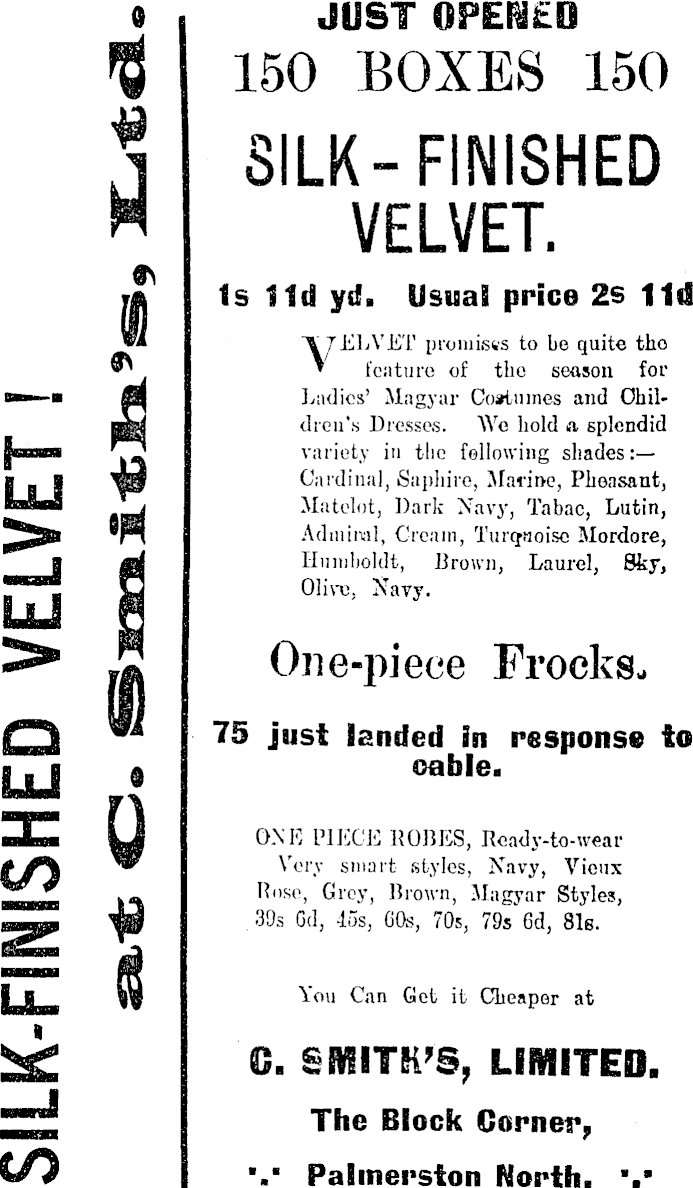 SILK-FINISHED VELVET !
at C. Smith's, Ltd.
JUST OPENED
150 BOXES 150
SILK-FINISHED
VELVET.
1s 11d yd. Usual price 2s 11d
VELVET promises to be quite the
feature of the season for
Ladies' Magyar Costumes and Chil-
dren's Dresses. We hold a splendid
variety in the following shades:—
Cardinal, Saphire, Marine, Pheasant,
Matelot, Dark Navy, Tabac, Lutin,
Admiral, Cream, Turquoise Mordore,
Humboldt, Brown, Laurel, Sky,
Olive, Navy.
One-piece Frocks.
75 just landed in response to
cable.
ONE PIECE ROBES, Ready-to-wear
Very smart styles, Navy, Vieux
Rose, Grey, Brown, Magyar Styles,
39s 6d, 45s, 60s, 70s, 79s 6d, 81s.
You Can Get it Cheaper at
C. SMITH'S, LIMITED.
The Block Corner,
Palmerston North.